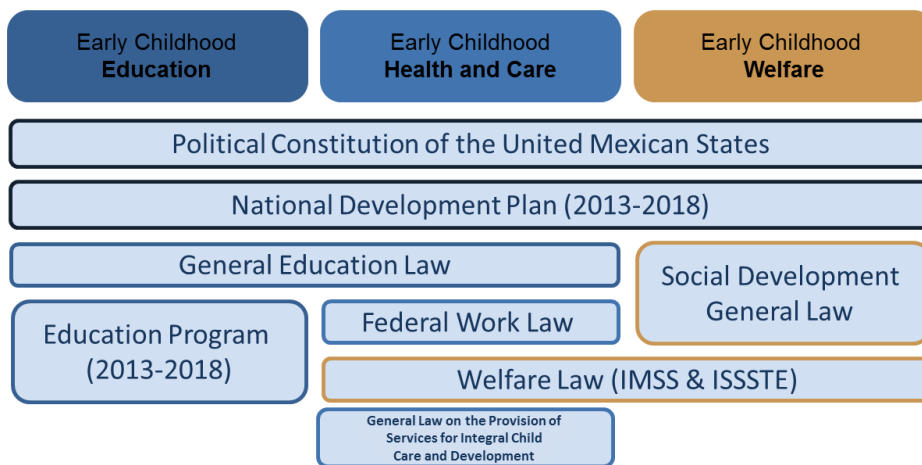 Early Childhood
Education
Early Childhood
Health and Care
Early Childhood
Welfare
Political Constitution of the United Mexican States
National Development Plan (2013-2018)
General Education Law
Social Development
General Law
Education Program
(2013-2018)
Federal Work Law
Welfare Law (IMSS & ISSSTE)
General Law on the Provision of
Services for Integral Child
Care and Development